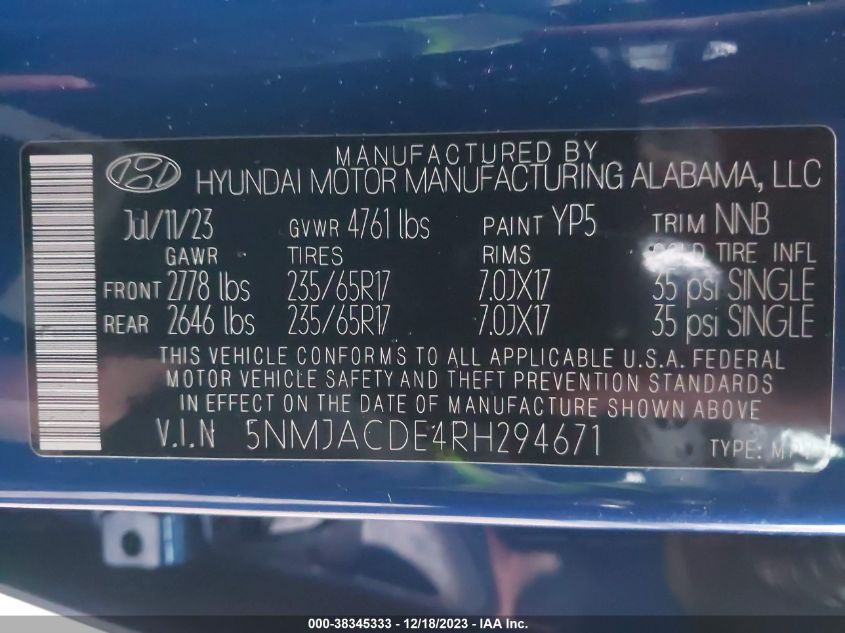 MANUFACTURED BY
HYUNDAI MOTOR MANUFACTURING ALABAMA, LLC
Jul/11/23 GVWR 4761 lbs PAINT YP5 TRIM NNB
GAWR TIRES RIMS COLD TIRE INFL
FRONT 2778 lbs 235/65R17 7.0JX17 35 psi SINGLE
REAR 2646 lbs 235/65R17 7.0JX17 35 psi SINGLE
THIS VEHICLE CONFORMS TO ALL APPLICABLE U.S.A. FEDERAL
MOTOR VEHICLE SAFETY AND THEFT PREVENTION STANDARDS
IN EFFECT ON THE DATE OF MANUFACTURE SHOWN ABOVE
V.I.N 5NMJACDE4RH294671 TYPE: MPV
000-38345333 - 12/18/2023 - IAA Inc.